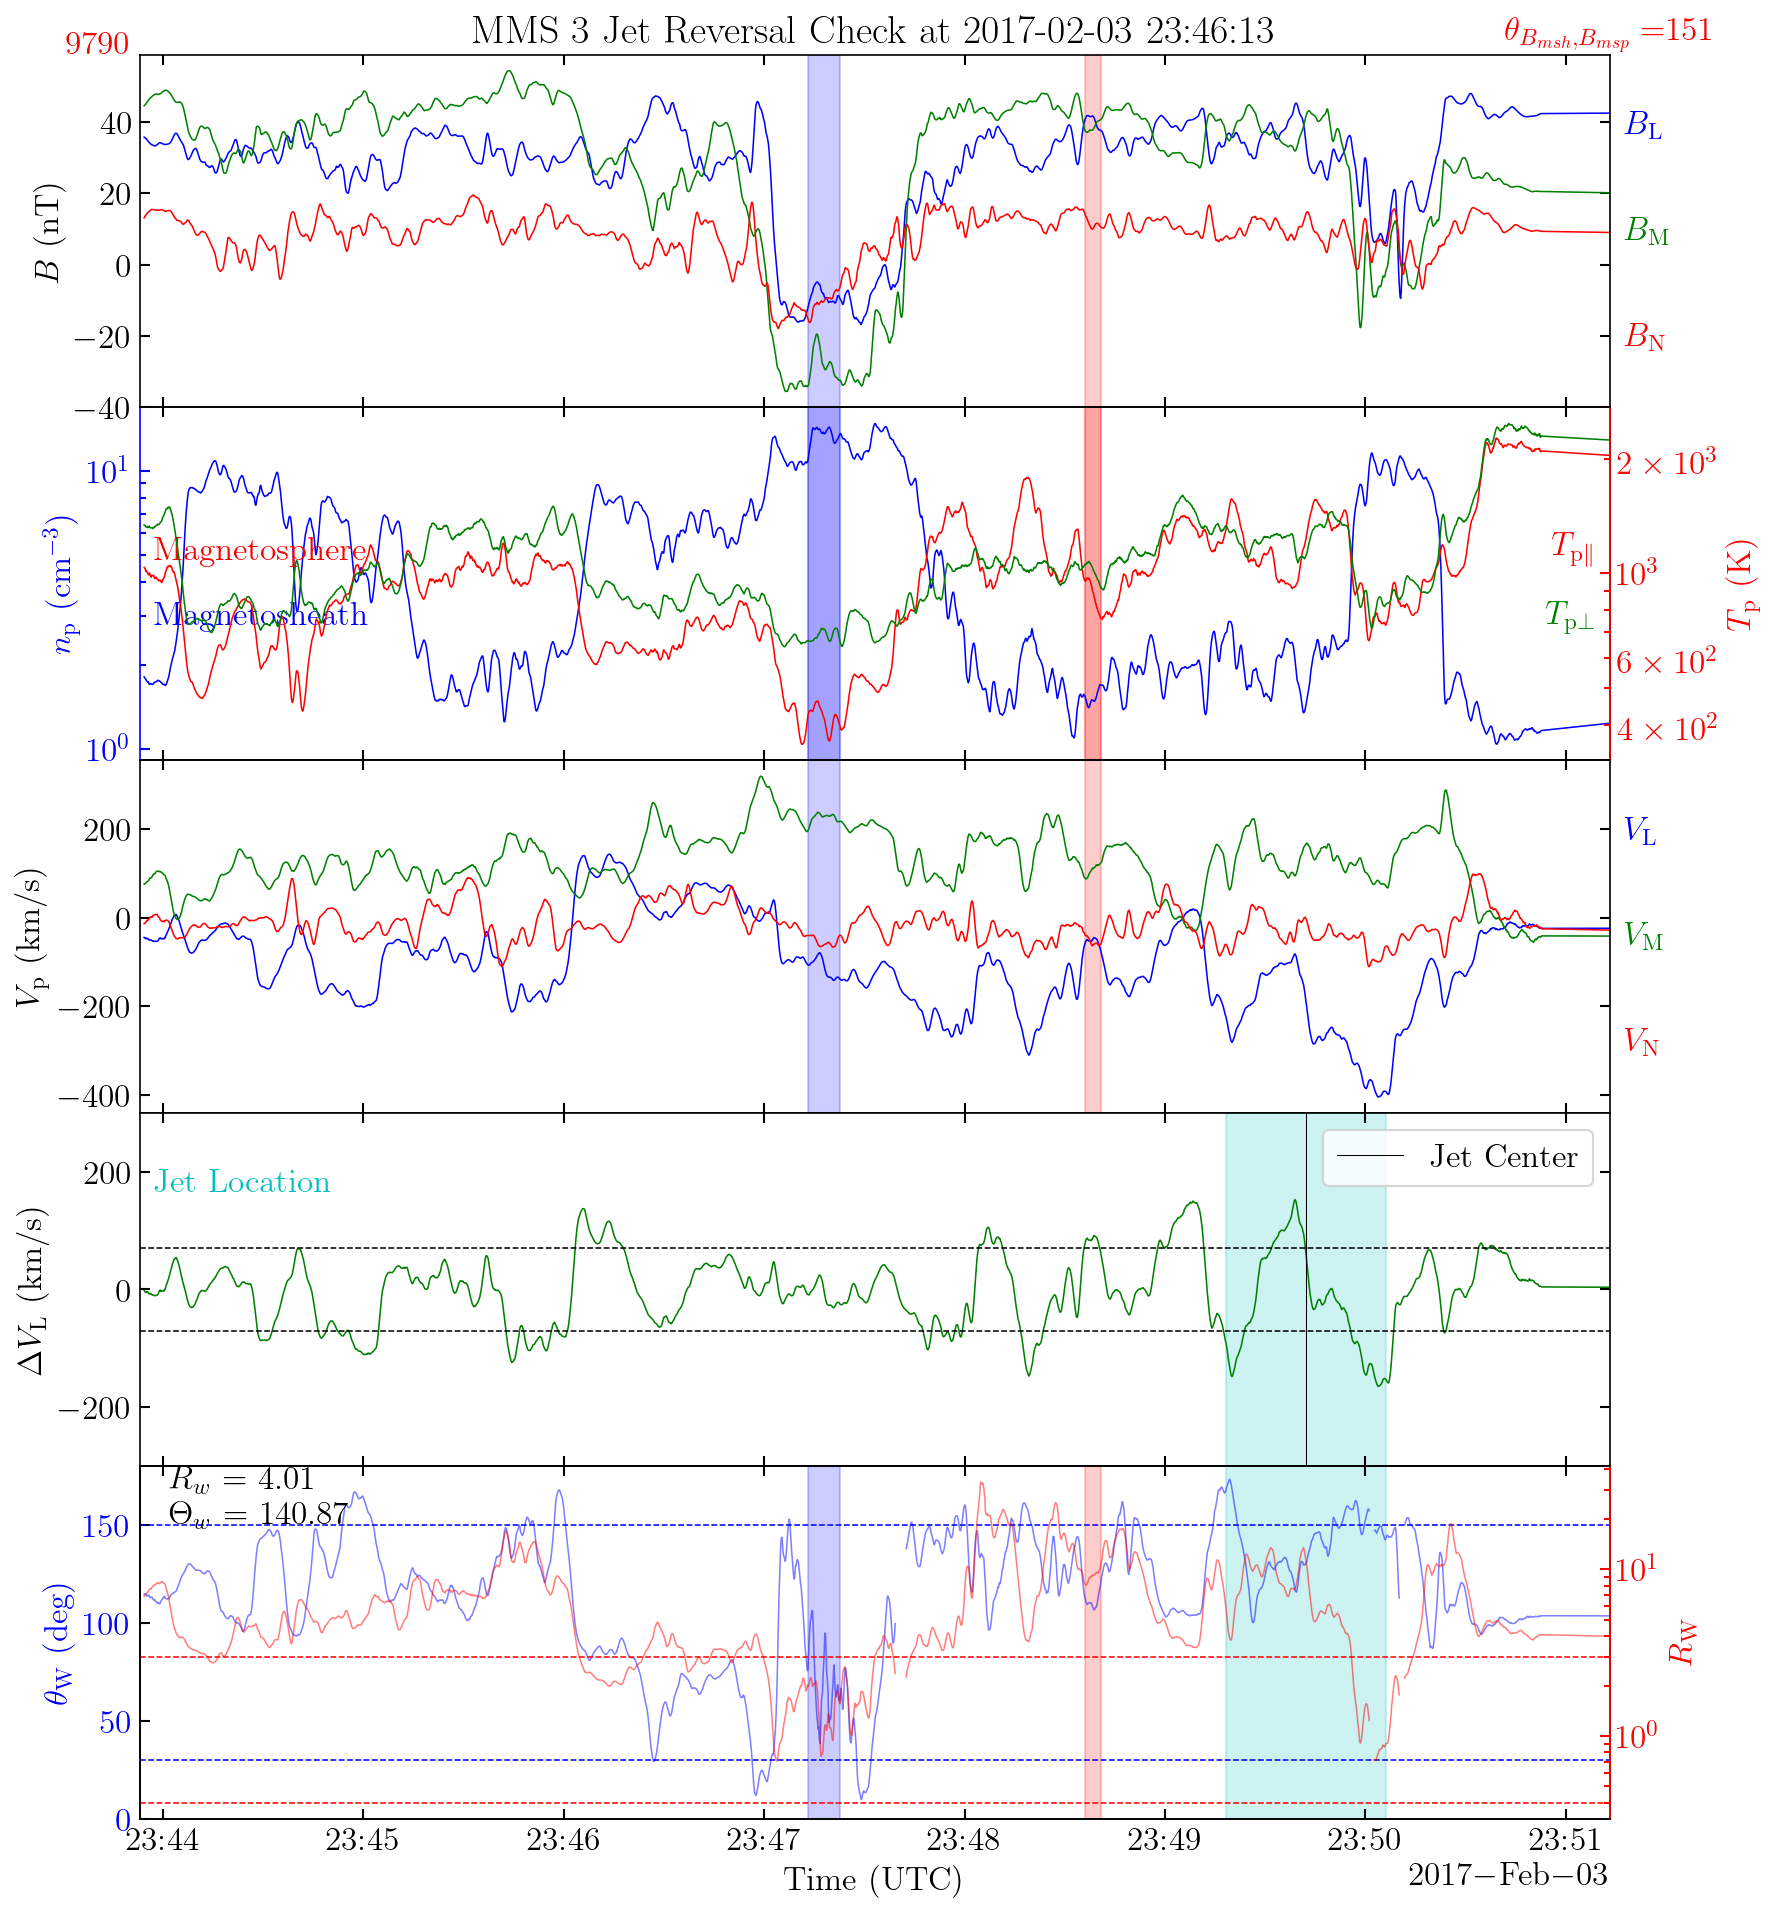 MMS 3 Jet Reversal Check at 2017-02-03 23:46:13
9790
θ_{B_{msh},B_{msp}} =151
B (nT)
40
20
0
−20
−40
B_L
B_M
B_N
n_p (cm^{−3})
10^1
10^0
Magnetosphere
Magnetosheath
T_{p∥}
T_{p⊥}
2 × 10^3
10^3
6 × 10^2
4 × 10^2
T_p (K)
V_p (km/s)
200
0
−200
−400
V_L
V_M
V_N
ΔV_L (km/s)
200
0
−200
Jet Location
Jet Center
R_w = 4.01
Θ_w = 140.87
θ_W (deg)
150
100
50
0
10^1
10^0
R_W
23:44 23:45 23:46 23:47 23:48 23:49 23:50 23:51
Time (UTC)
2017−Feb−03